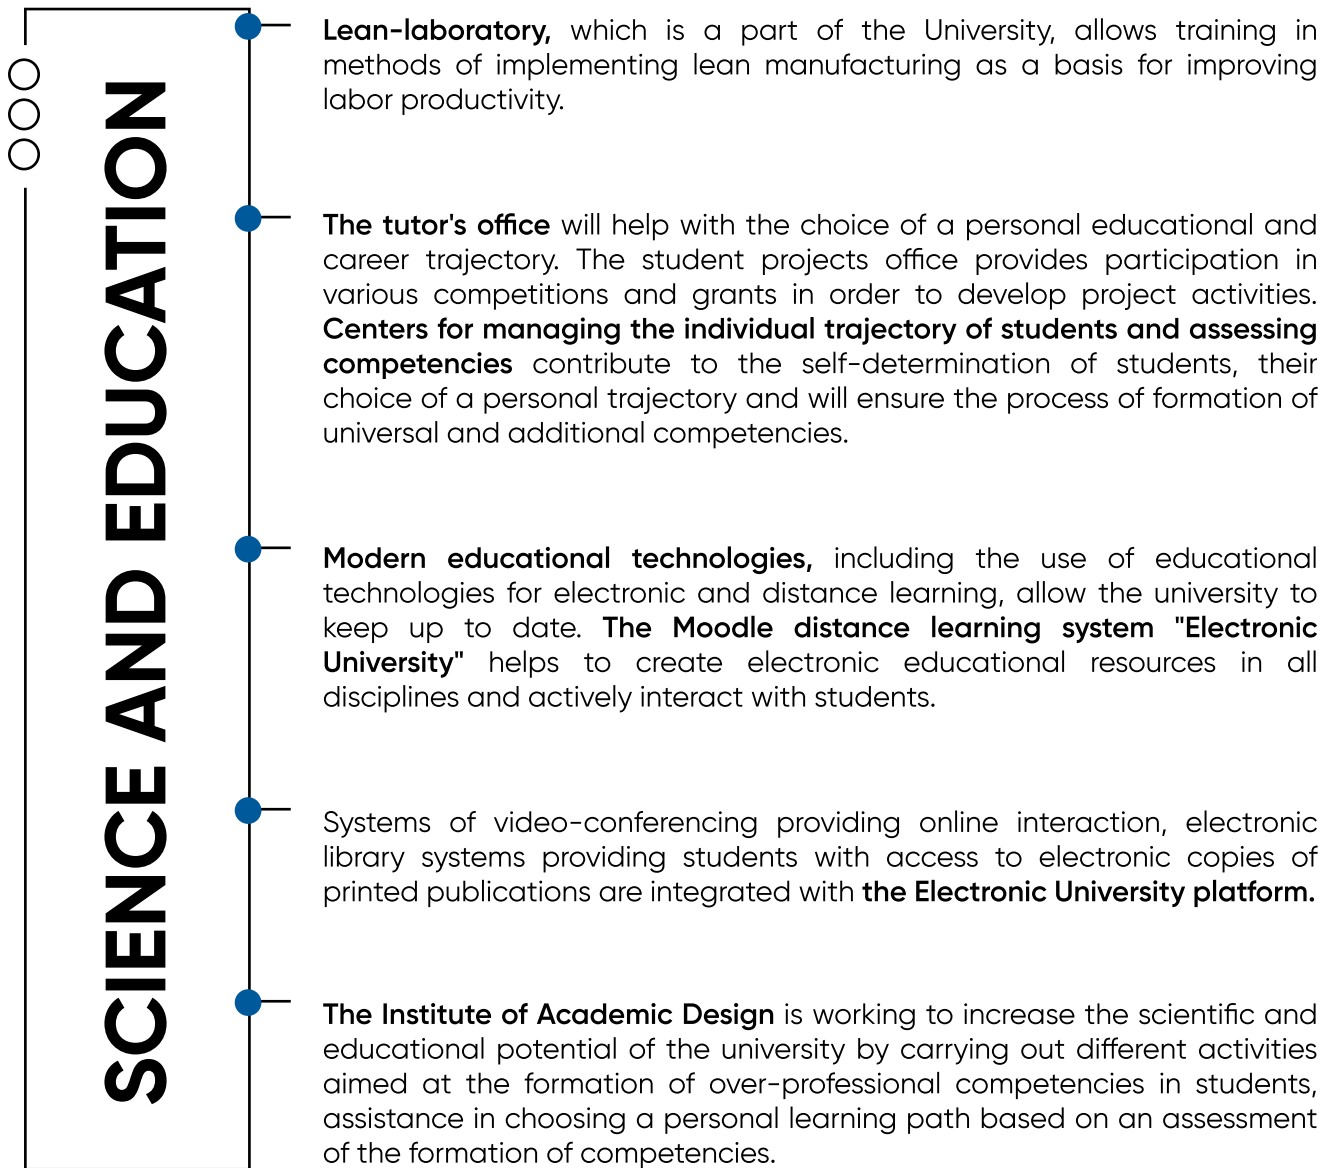 SCIENCE AND EDUCATION
Lean-laboratory, which is a part of the University, allows training in
methods of implementing lean manufacturing as a basis for improving
labor productivity.
The tutor's office will help with the choice of a personal educational and
career trajectory. The student projects office provides participation in
various competitions and grants in order to develop project activities.
Centers for managing the individual trajectory of students and assessing
competencies contribute to the self-determination of students, their
choice of a personal trajectory and will ensure the process of formation of
universal and additional competencies.
Modern educational technologies, including the use of educational
technologies for electronic and distance learning, allow the university to
keep up to date. The Moodle distance learning system "Electronic
University" helps to create electronic educational resources in all
disciplines and actively interact with students.
Systems of video-conferencing providing online interaction, electronic
library systems providing students with access to electronic copies of
printed publications are integrated with the Electronic University platform.
The Institute of Academic Design is working to increase the scientific and
educational potential of the university by carrying out different activities
aimed at the formation of over-professional competencies in students,
assistance in choosing a personal learning path based on an assessment
of the formation of competencies.